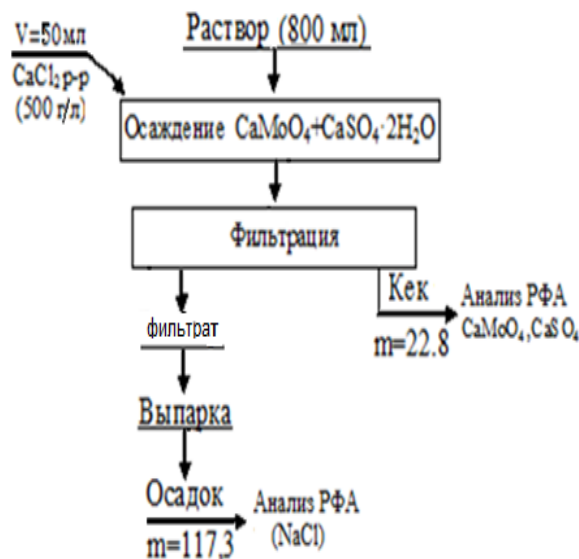 V=50мл
CaCl₂ р-р
(500 г/л)
Раствор (800 мл)
Осаждение CaMoO₄+CaSO₄·2H₂O
Фильтрация
фильтрат
Кек
m=22.8
Анализ РФА
CaMoO₄,CaSO₄
Выпарка
Осадок
m=117,3
Анализ РФА
(NaCl)